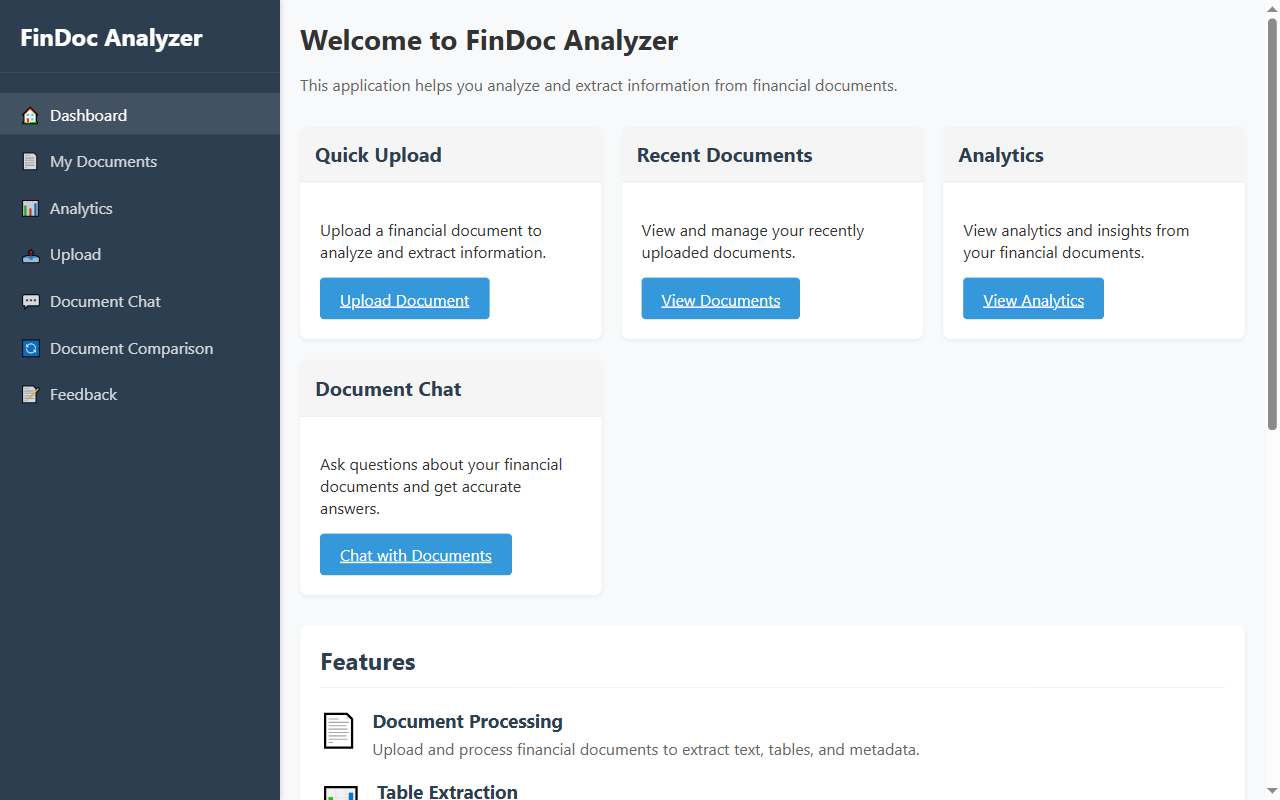 FinDoc Analyzer
Dashboard
My Documents
Analytics
Upload
Document Chat
Document Comparison
Feedback
Welcome to FinDoc Analyzer
This application helps you analyze and extract information from financial documents.
Quick Upload
Upload a financial document to
analyze and extract information.
Upload Document
Recent Documents
View and manage your recently
uploaded documents.
View Documents
Analytics
View analytics and insights from
your financial documents.
View Analytics
Document Chat
Ask questions about your financial
documents and get accurate
answers.
Chat with Documents
Features
Document Processing
Upload and process financial documents to extract text, tables, and metadata.
Table Extraction